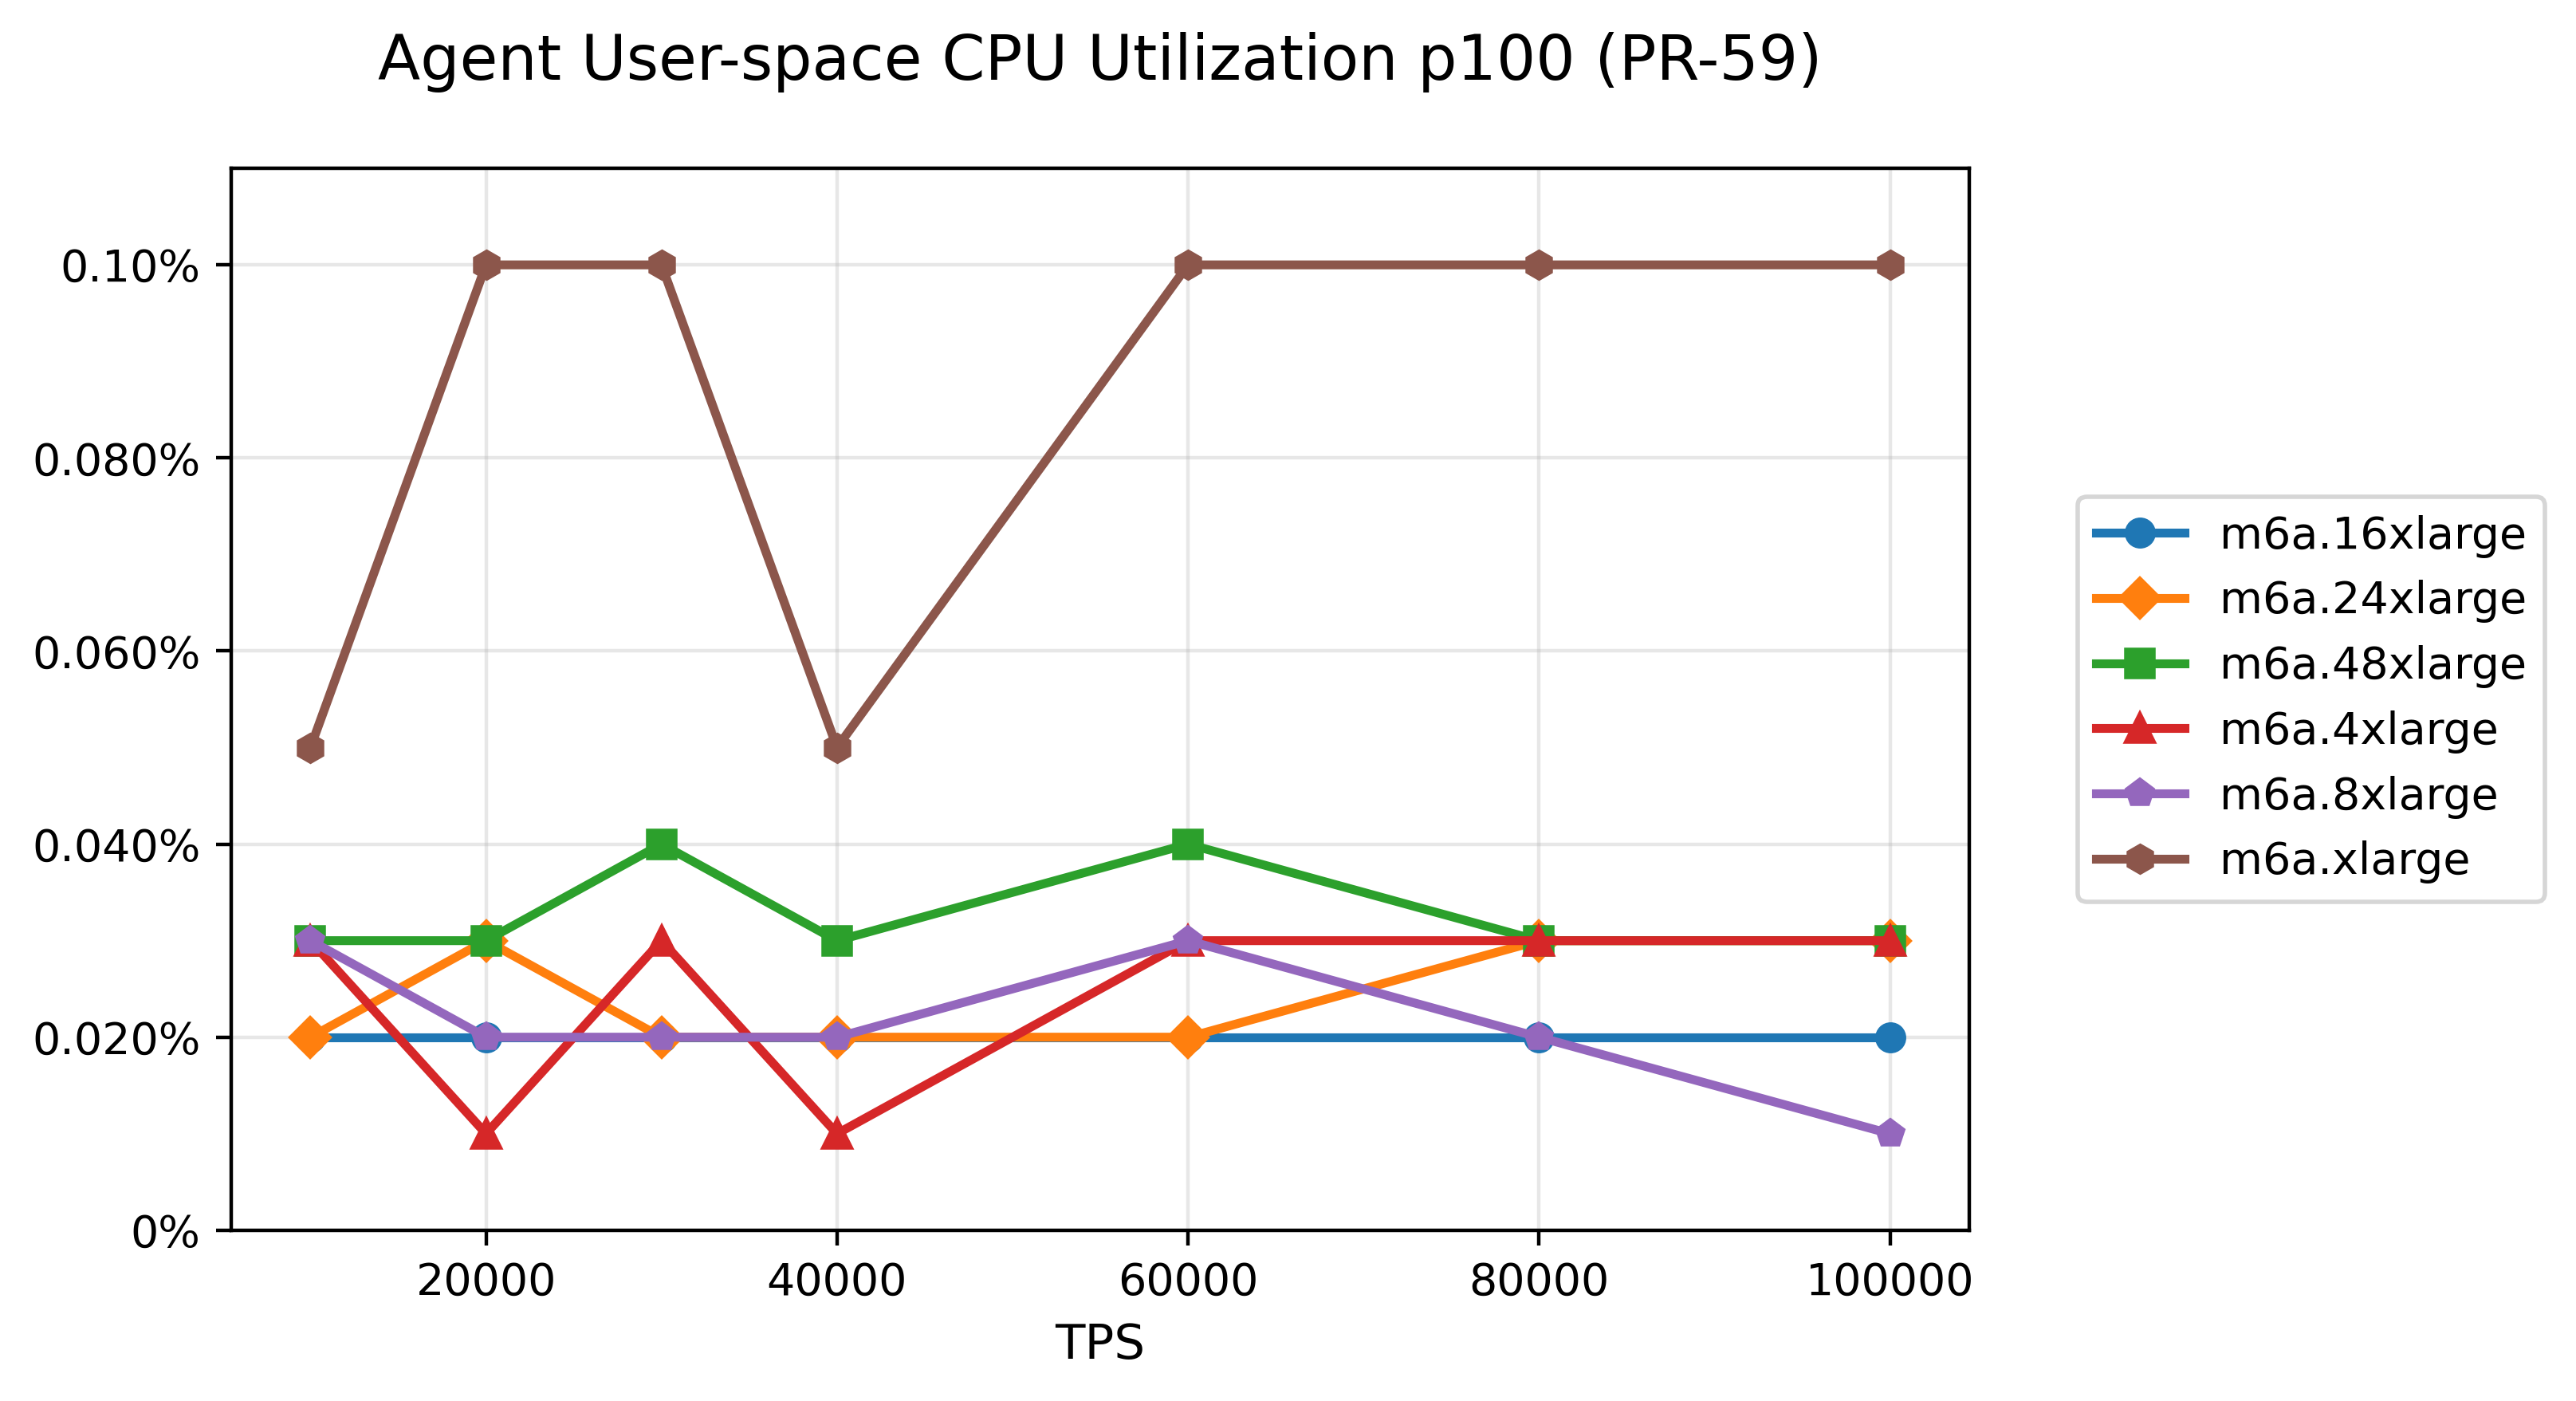 Agent User-space CPU Utilization p100 (PR-59)
0.10%
0.080%
0.060%
0.040%
0.020%
0%
20000 40000 60000 80000 100000
TPS
m6a.16xlarge
m6a.24xlarge
m6a.48xlarge
m6a.4xlarge
m6a.8xlarge
m6a.xlarge